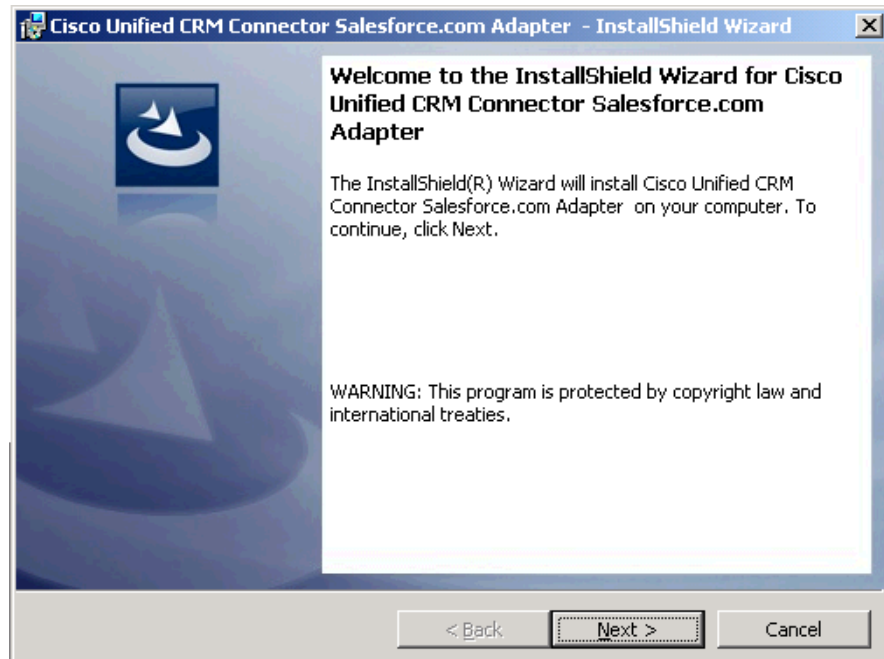 Cisco Unified CRM Connector Salesforce.com Adapter - InstallShield Wizard
Welcome to the InstallShield Wizard for Cisco
Unified CRM Connector Salesforce.com
Adapter
The InstallShield(R) Wizard will install Cisco Unified CRM
Connector Salesforce.com Adapter on your computer. To
continue, click Next.
WARNING: This program is protected by copyright law and
international treaties.
< Back
Next >
Cancel